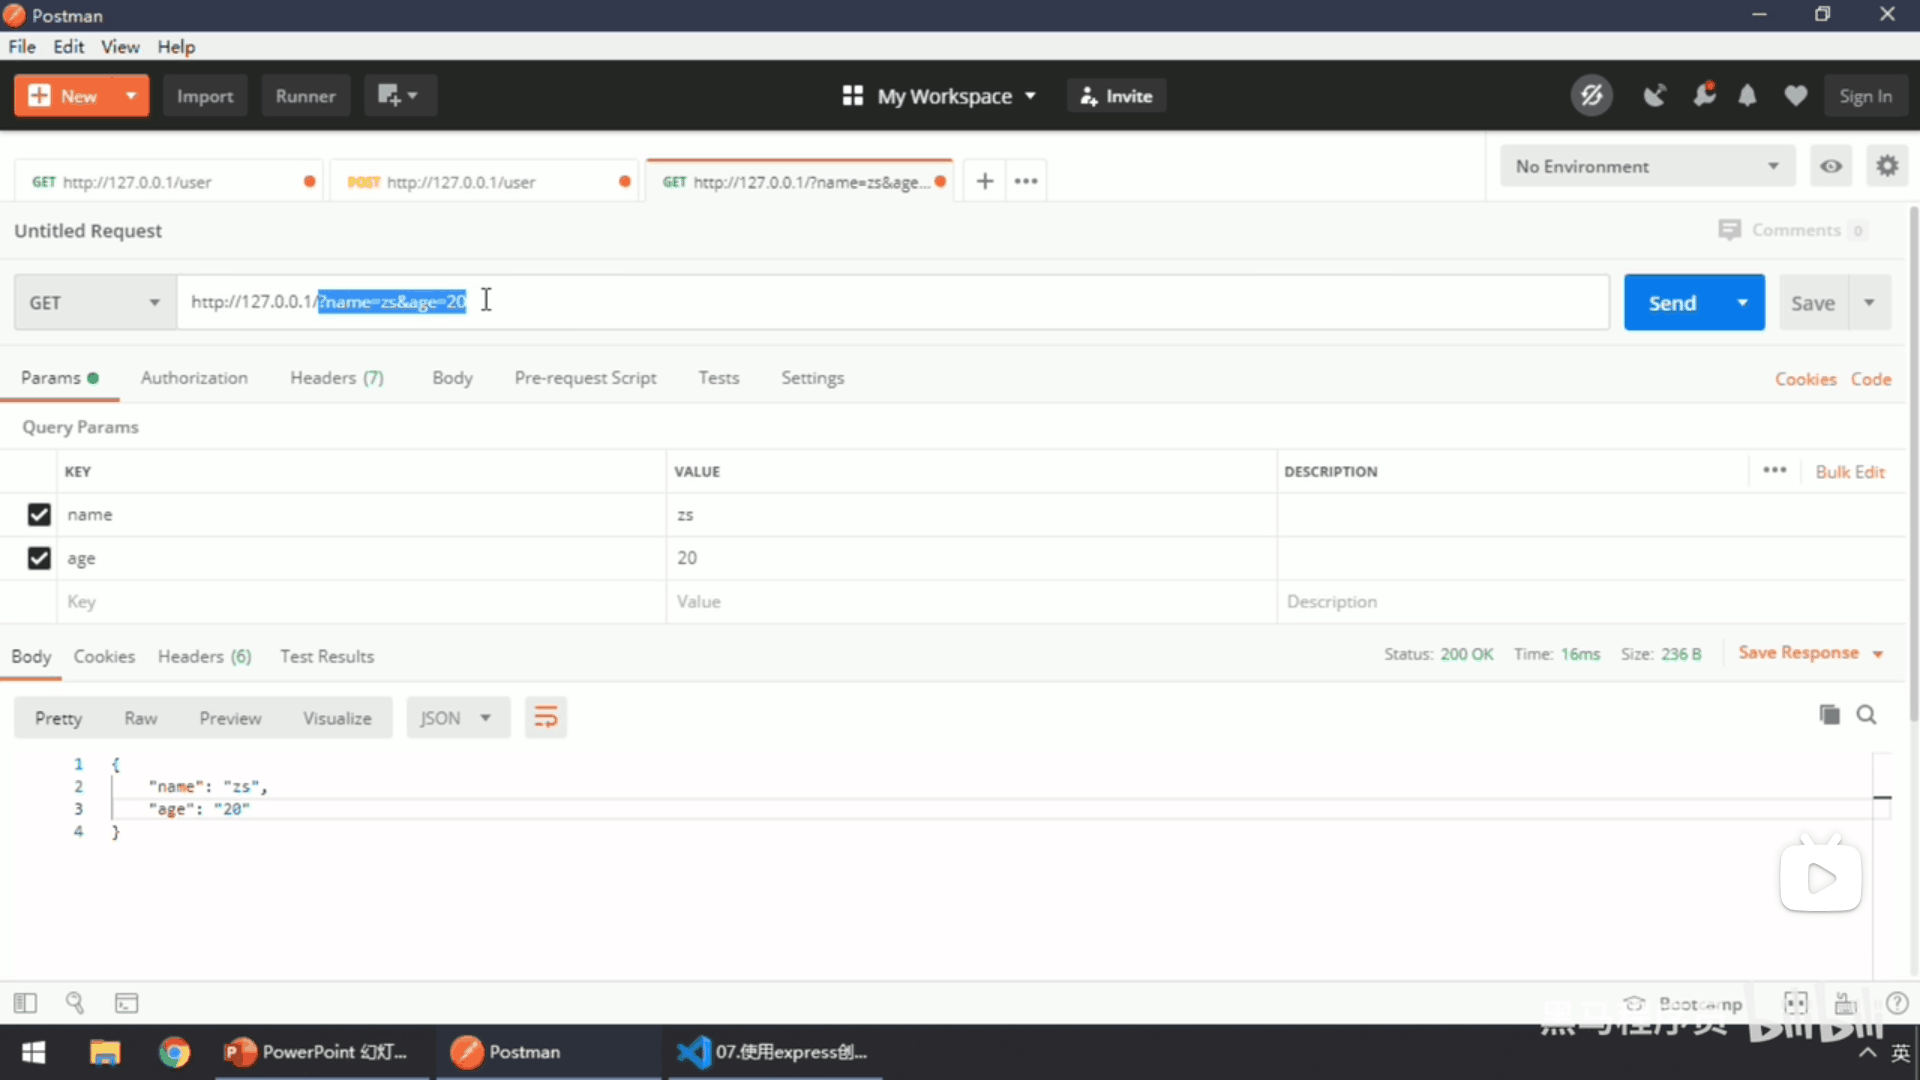 Postman
File Edit View Help
New Import Runner My Workspace Invite Sign In
GET http://127.0.0.1/user POST http://127.0.0.1/user GET http://127.0.0.1/?name=zs&age... No Environment
Untitled Request Comments 0
GET http://127.0.0.1/?name=zs&age=20 Send Save
Params Authorization Headers (7) Body Pre-request Script Tests Settings Cookies Code
Query Params
KEY VALUE DESCRIPTION Bulk Edit
name zs
age 20
Key Value Description
Body Cookies Headers (6) Test Results Status: 200 OK Time: 16ms Size: 236 B Save Response
Pretty Raw Preview Visualize JSON
1 {
2 "name": "zs",
3 "age": "20"
4 }
Bootcamp
黑马程序员 bilibili
PowerPoint 幻灯... Postman 07.使用express创... 英